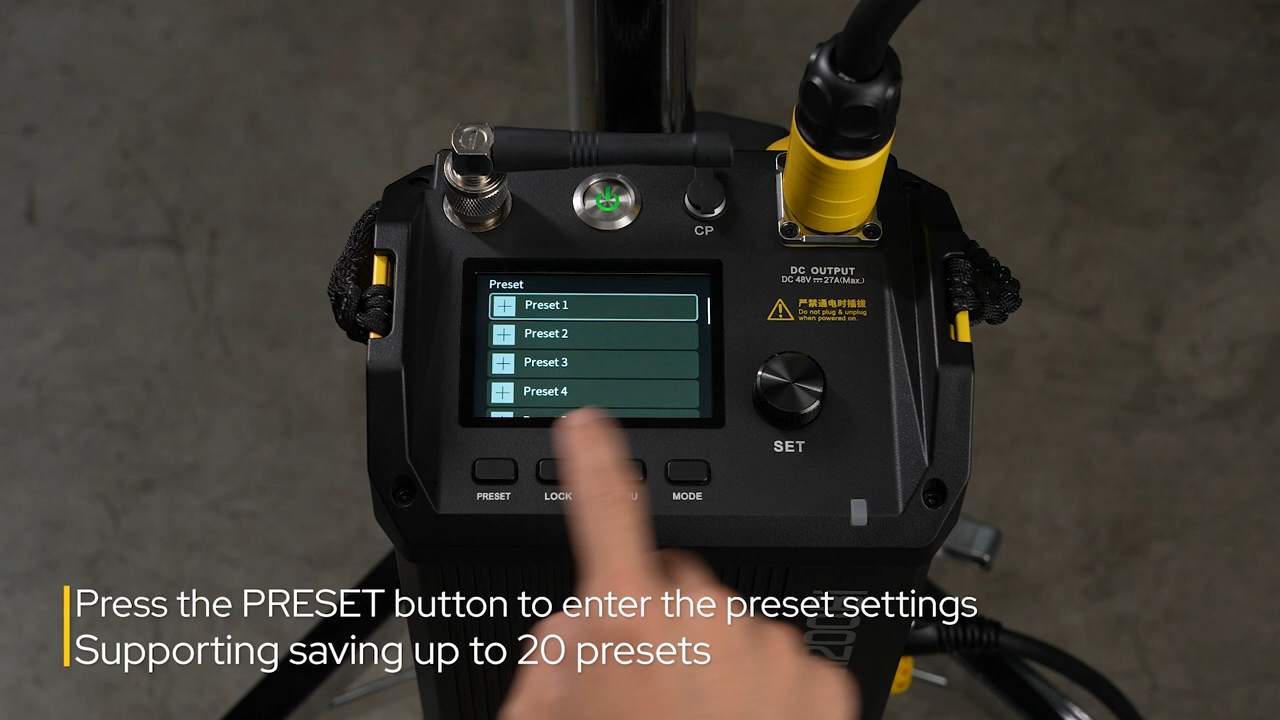 CP
DC OUTPUT
DC 48V⎓27A(Max.)
严禁通电时插拔
Do not plug & unplug
when powered on.
Preset
Preset 1
Preset 2
Preset 3
Preset 4
SET
PRESET
LOCK
MODE
Press the PRESET button to enter the preset settings
Supporting saving up to 20 presets